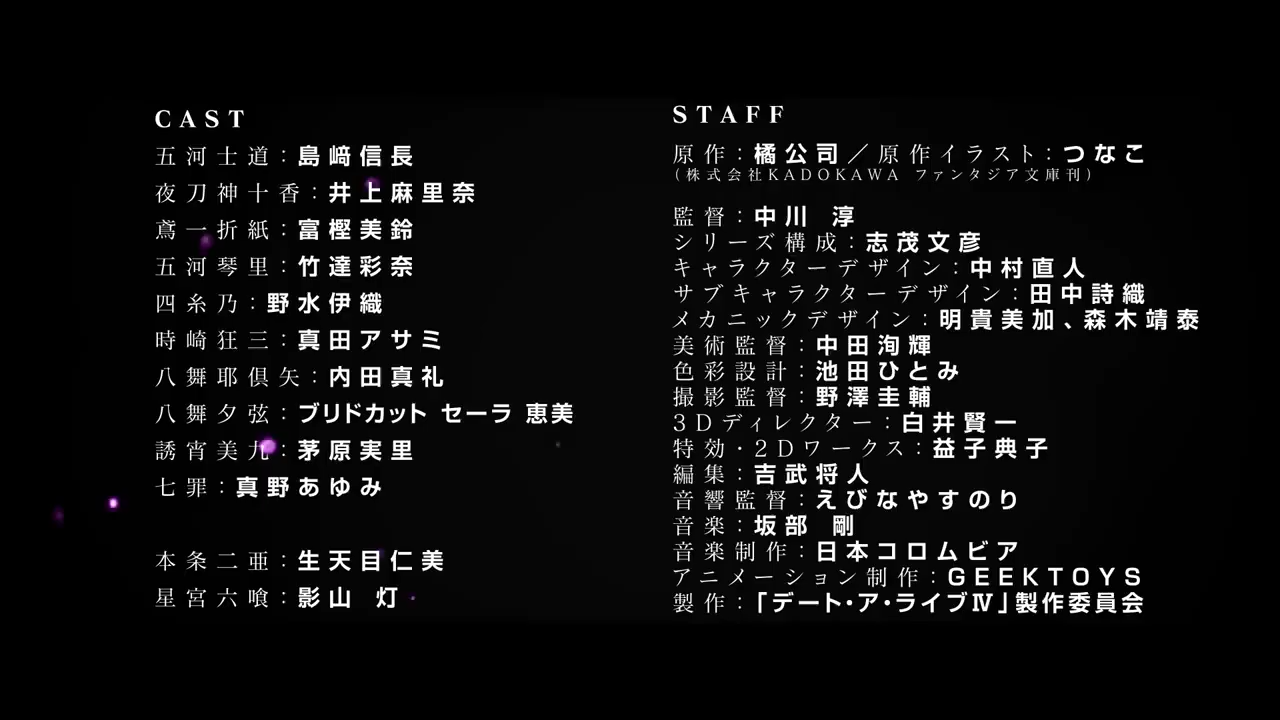 CAST
五河士道：島﨑信長
夜刀神十香：井上麻里奈
鳶一折紙：富樫美鈴
五河琴里：竹達彩奈
四糸乃：野水伊織
時崎狂三：真田アサミ
八舞耶倶矢：内田真礼
八舞夕弦：ブリドカット セーラ 恵美
誘宵美九：茅原実里
七罪：真野あゆみ
本条二亜：生天目仁美
星宮六喰：影山 灯
STAFF
原作：橘公司／原作イラスト：つなこ
（株式会社KADOKAWA ファンタジア文庫刊）
監督：中川 淳
シリーズ構成：志茂文彦
キャラクターデザイン：中村直人
サブキャラクターデザイン：田中詩織
メカニックデザイン：明貴美加、森木靖泰
美術監督：中田洵輝
色彩設計：池田ひとみ
撮影監督：野澤圭輔
3Dディレクター：白井賢一
特効・2Dワークス：益子典子
編集：吉武将人
音響監督：えびなやすのり
音楽：坂部 剛
音楽制作：日本コロムビア
アニメーション制作：GEEKTOYS
製作：「デート・ア・ライブⅣ」製作委員会